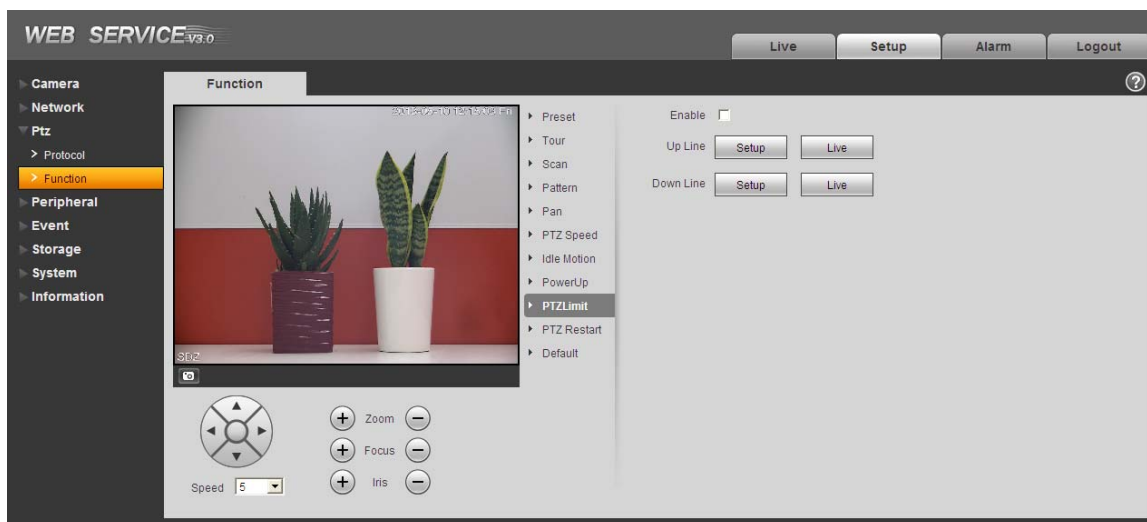 WEB SERVICE V3.0
Live
Setup
Alarm
Logout
Camera
Network
Ptz
> Protocol
> Function
Peripheral
Event
Storage
System
Information
Function
SDZ
Preset
Tour
Scan
Pattern
Pan
PTZ Speed
Idle Motion
PowerUp
PTZLimit
PTZ Restart
Default
Enable
Up Line Setup Live
Down Line Setup Live
Zoom
Focus
Iris
Speed 5